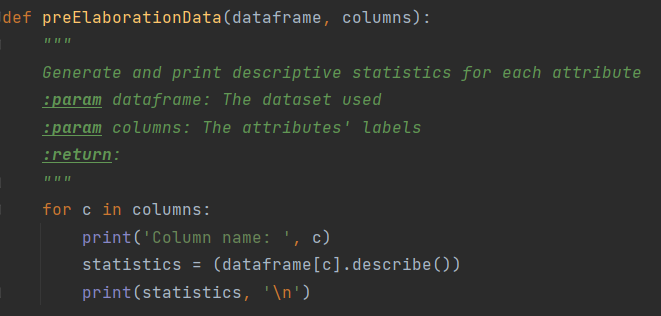 def preElaborationData(dataframe, columns):
    """
    Generate and print descriptive statistics for each attribute
    :param dataframe: The dataset used
    :param columns: The attributes' labels
    :return:
    """
    for c in columns:
        print('Column name: ', c)
        statistics = (dataframe[c].describe())
        print(statistics, '\n')